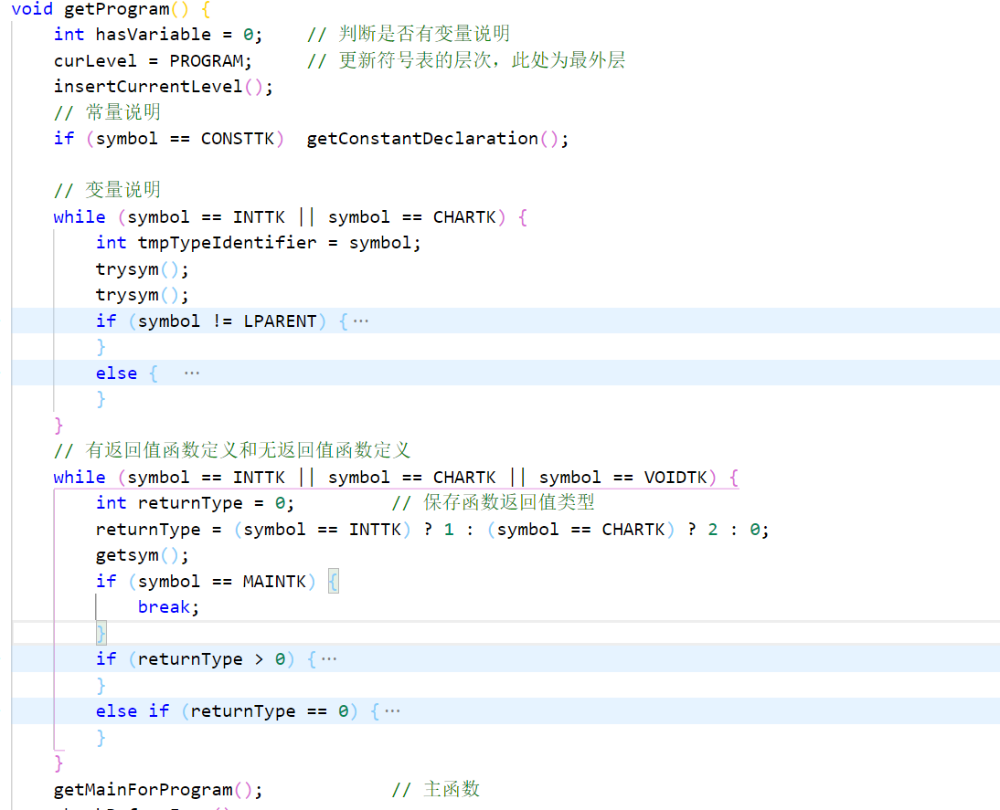 void getProgram() {
int hasVariable = 0; // 判断是否有变量说明
curLevel = PROGRAM; // 更新符号表的层次，此处为最外层
insertCurrentLevel();
// 常量说明
if (symbol == CONSTTK) getConstantDeclaration();
// 变量说明
while (symbol == INTTK || symbol == CHARTK) {
int tmpTypeIdentifier = symbol;
trysym();
trysym();
if (symbol != LPARENT) {···
}
else { ···
}
}
// 有返回值函数定义和无返回值函数定义
while (symbol == INTTK || symbol == CHARTK || symbol == VOIDTK) {
int returnType = 0; // 保存函数返回值类型
returnType = (symbol == INTTK) ? 1 : (symbol == CHARTK) ? 2 : 0;
getsym();
if (symbol == MAINTK) {
break;
}
if (returnType > 0) {···
}
else if (returnType == 0) {···
}
}
getMainForProgram(); // 主函数